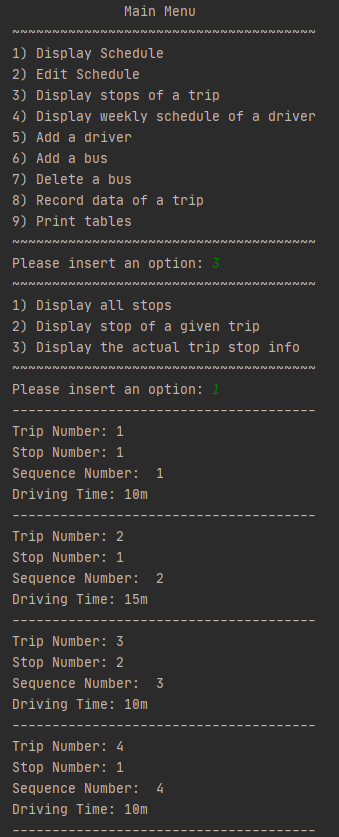 Main Menu
~~~~~~~~~~~~~~~~~~~~~~~~~~~~~~~~~~~~~~
1) Display Schedule
2) Edit Schedule
3) Display stops of a trip
4) Display weekly schedule of a driver
5) Add a driver
6) Add a bus
7) Delete a bus
8) Record data of a trip
9) Print tables
~~~~~~~~~~~~~~~~~~~~~~~~~~~~~~~~~~~~~~
Please insert an option: 3
~~~~~~~~~~~~~~~~~~~~~~~~~~~~~~~~~~~~~~
1) Display all stops
2) Display stop of a given trip
3) Display the actual trip stop info
~~~~~~~~~~~~~~~~~~~~~~~~~~~~~~~~~~~~~~
Please insert an option: 1
--------------------------------------
Trip Number: 1
Stop Number: 1
Sequence Number:  1
Driving Time: 10m
--------------------------------------
Trip Number: 2
Stop Number: 1
Sequence Number:  2
Driving Time: 15m
--------------------------------------
Trip Number: 3
Stop Number: 2
Sequence Number:  3
Driving Time: 10m
--------------------------------------
Trip Number: 4
Stop Number: 1
Sequence Number:  4
Driving Time: 10m
--------------------------------------